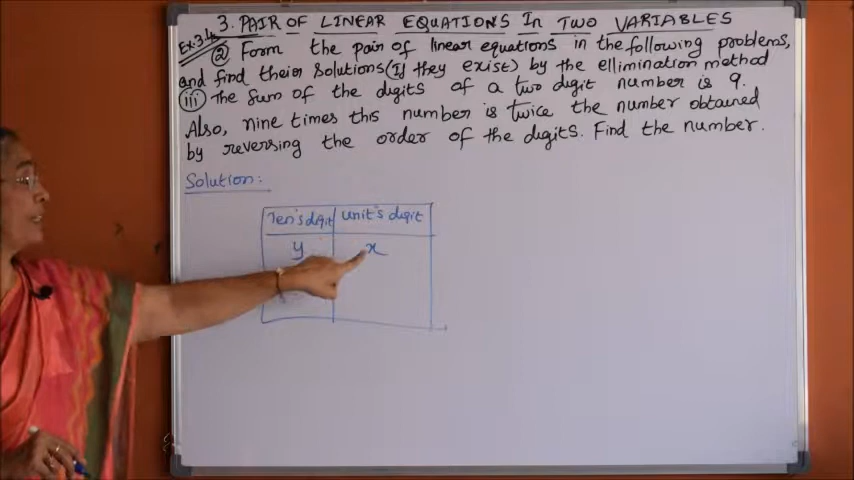 3. PAIR OF LINEAR EQUATIONS In TWO VARIABLES
Ex:3.4 ② Form the pair of linear equations in the following problems,
and find their solutions (If they exist) by the ellimination method
(iii) The sum of the digits of a two digit number is 9.
Also, nine times this number is twice the number obtained
by reversing the order of the digits. Find the number.
Solution:
Ten's digit unit's digit
y x